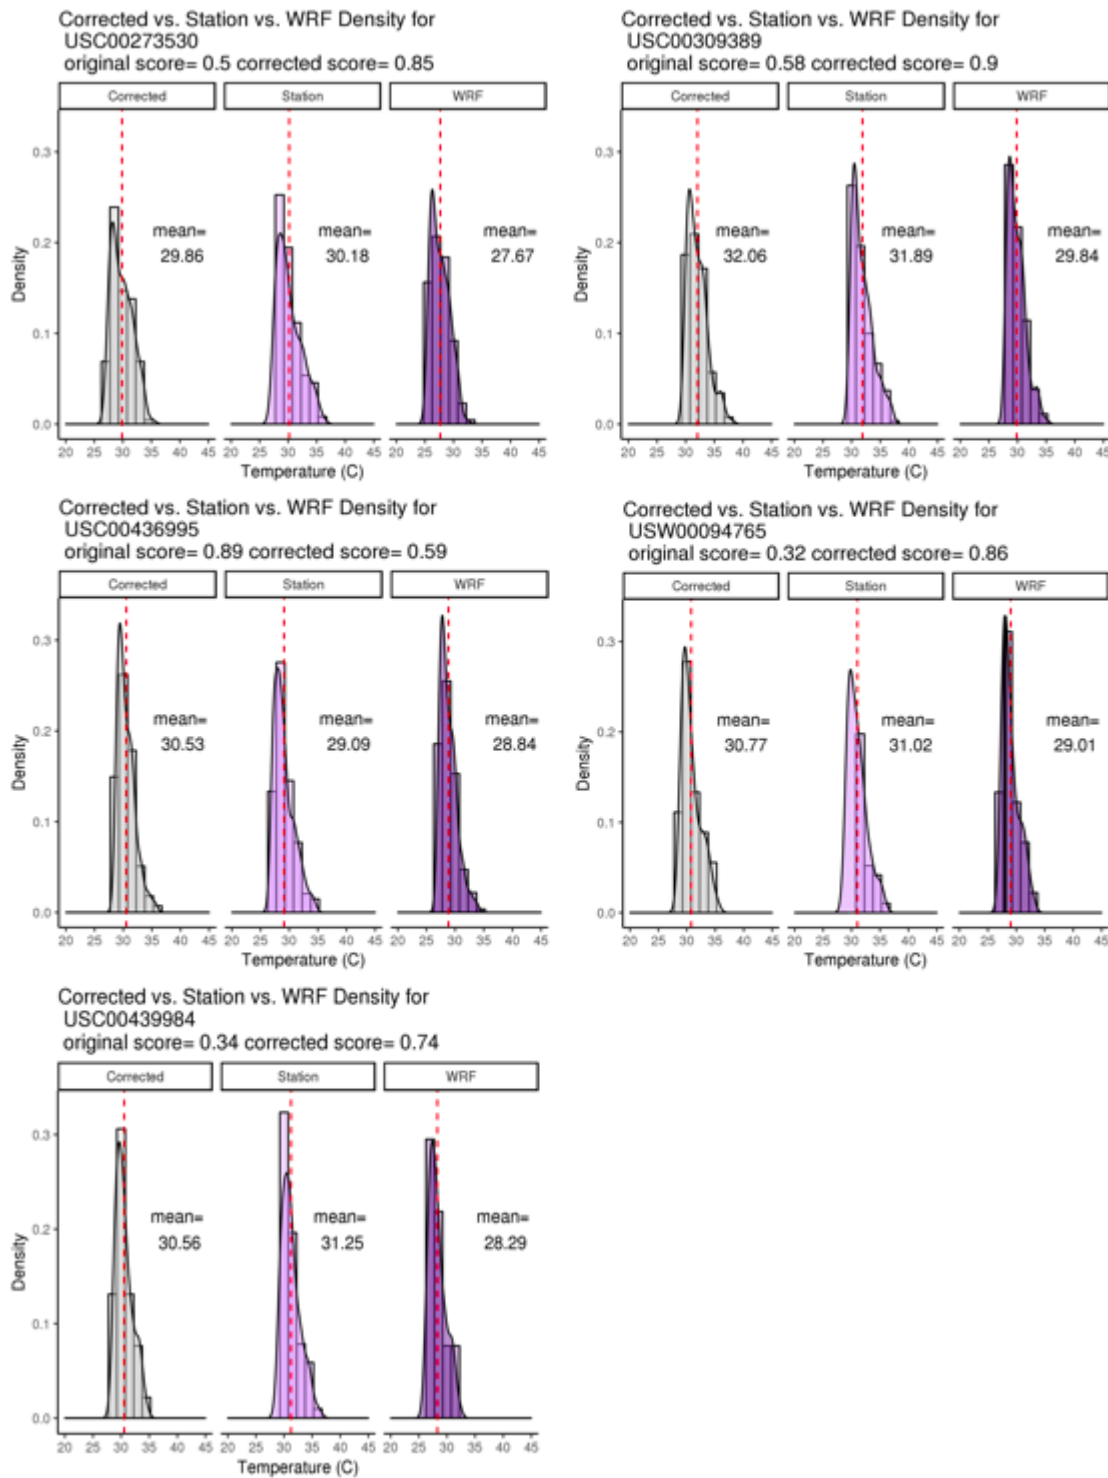 Corrected vs. Station vs. WRF Density for
USC00273530
original score= 0.5 corrected score= 0.85
Corrected Station WRF
0.3
0.2
0.1
0.0
Density
mean=
29.86
mean=
30.18
mean=
27.67
20 25 30 35 40 45 20 25 30 35 40 45 20 25 30 35 40 45
Temperature (C)
Corrected vs. Station vs. WRF Density for
USC00309389
original score= 0.58 corrected score= 0.9
Corrected Station WRF
0.3
0.2
0.1
0.0
Density
mean=
32.06
mean=
31.89
mean=
29.84
20 25 30 35 40 45 20 25 30 35 40 45 20 25 30 35 40 45
Temperature (C)
Corrected vs. Station vs. WRF Density for
USC00436995
original score= 0.89 corrected score= 0.59
Corrected Station WRF
0.3
0.2
0.1
0.0
Density
mean=
30.53
mean=
29.09
mean=
28.84
20 25 30 35 40 45 20 25 30 35 40 45 20 25 30 35 40 45
Temperature (C)
Corrected vs. Station vs. WRF Density for
USW00094765
original score= 0.32 corrected score= 0.86
Corrected Station WRF
0.3
0.2
0.1
0.0
Density
mean=
30.77
mean=
31.02
mean=
29.01
20 25 30 35 40 45 20 25 30 35 40 45 20 25 30 35 40 45
Temperature (C)
Corrected vs. Station vs. WRF Density for
USC00439984
original score= 0.34 corrected score= 0.74
Corrected Station WRF
0.3
0.2
0.1
0.0
Density
mean=
30.56
mean=
31.25
mean=
28.29
20 25 30 35 40 45 20 25 30 35 40 45 20 25 30 35 40 45
Temperature (C)